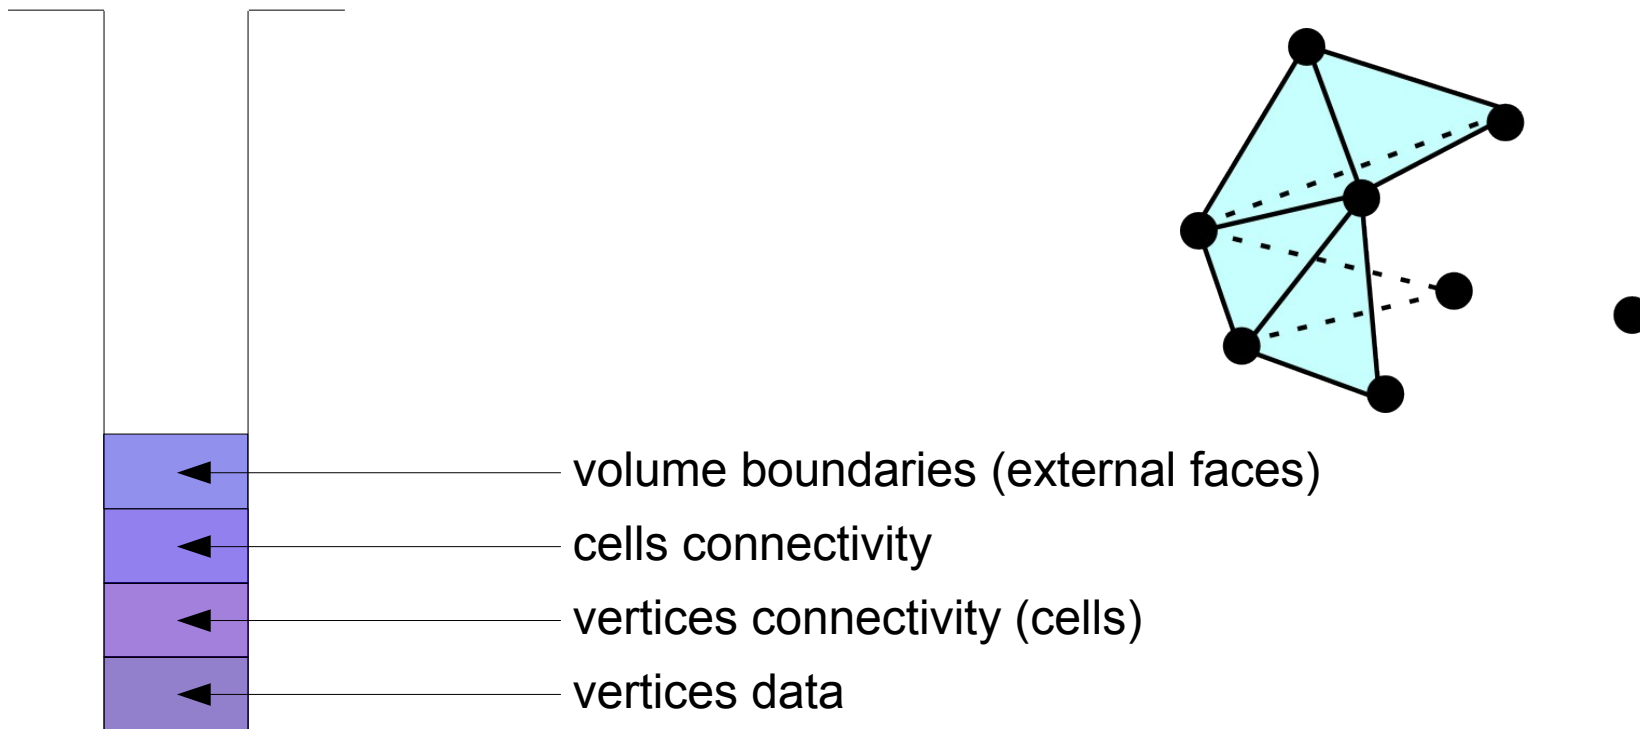 volume boundaries (external faces)
cells connectivity
vertices connectivity (cells)
vertices data